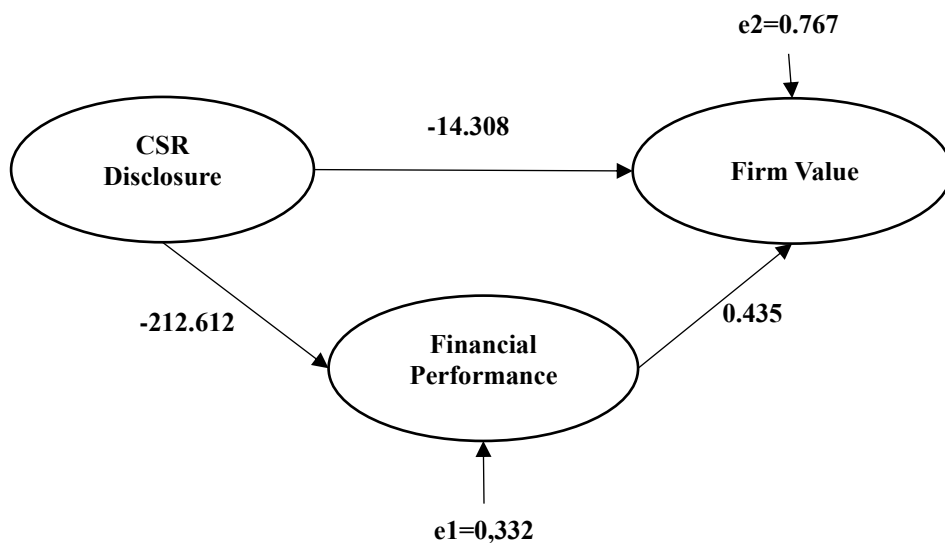 e2=0.767
-14.308
CSR
Disclosure
Firm Value
-212.612
0.435
Financial
Performance
e1=0,332